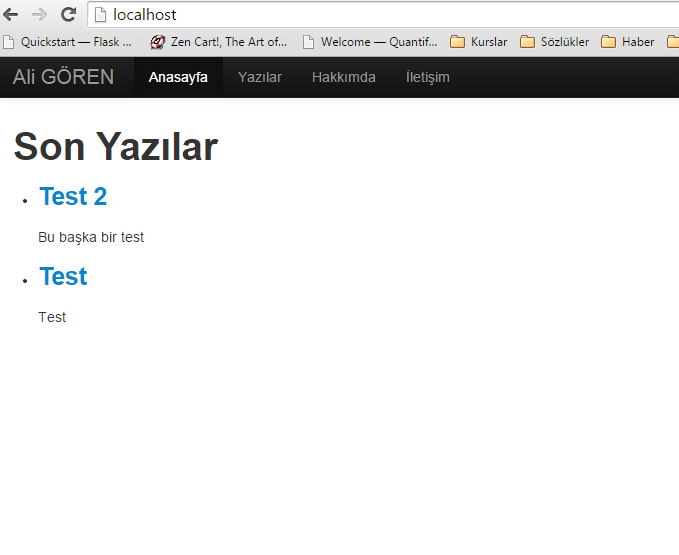 localhost
Quickstart — Flask ... Zen Cart!, The Art of... Welcome — Quantif... Kurslar Sözlükler Haber
Ali GÖREN Anasayfa Yazılar Hakkımda İletişim
Son Yazılar
Test 2
Bu başka bir test
Test
Test